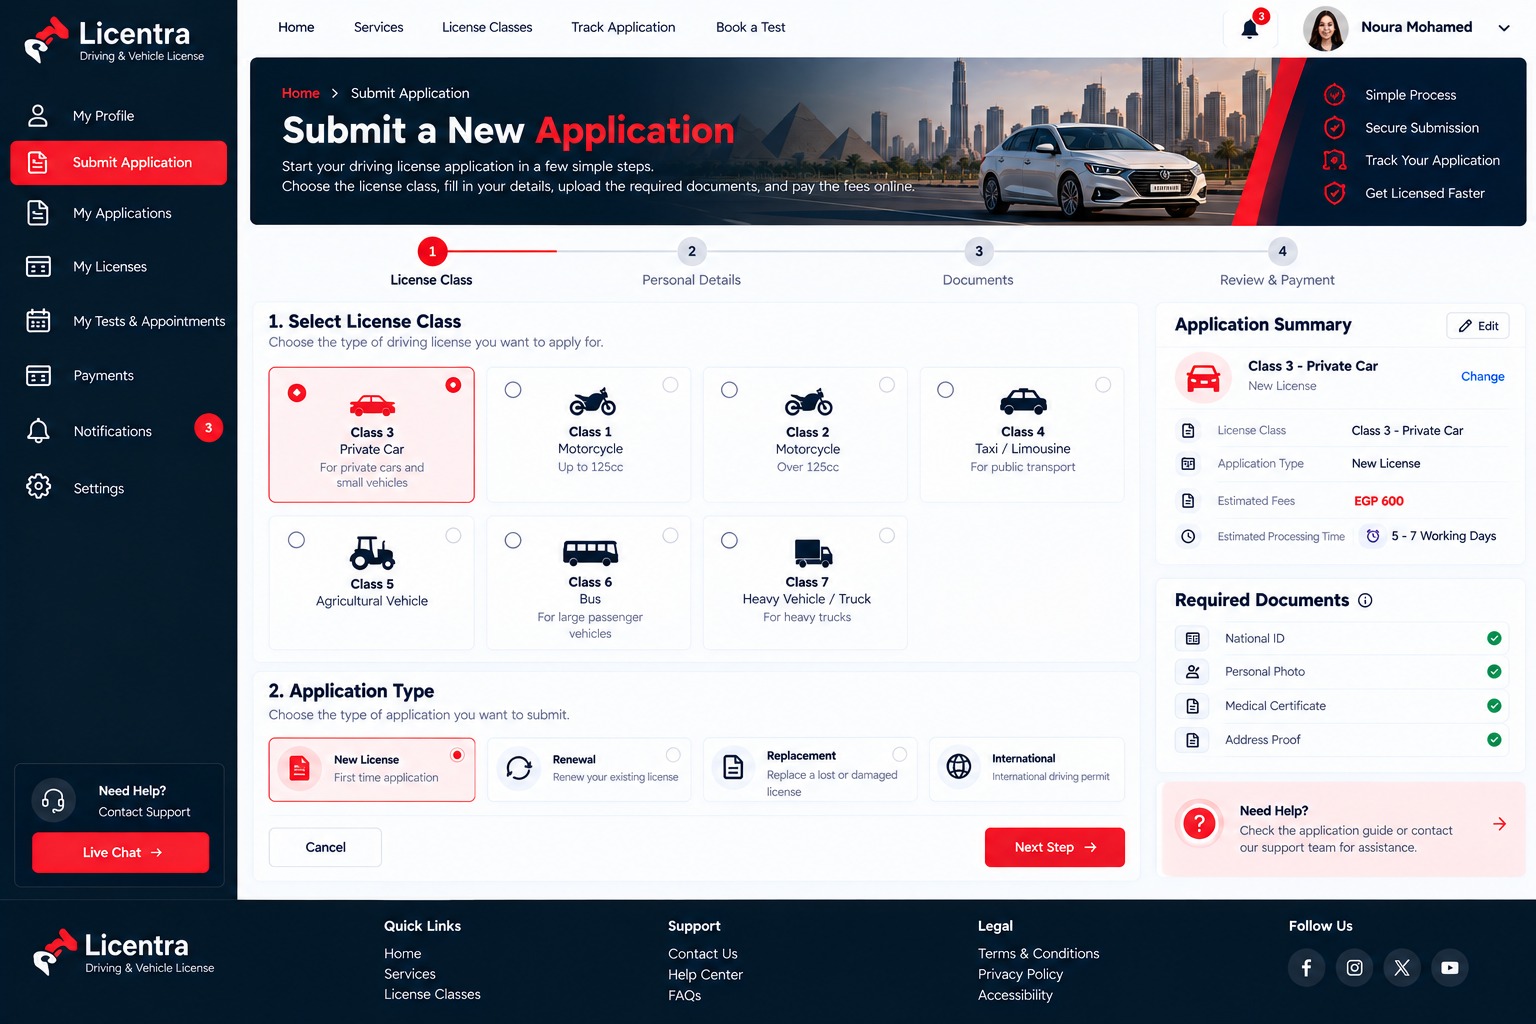 Licentra
Driving & Vehicle License
My Profile
Submit Application
My Applications
My Licenses
My Tests & Appointments
Payments
Notifications
3
Settings
Need Help?
Contact Support
Live Chat →
Home
Services
License Classes
Track Application
Book a Test
3
Noura Mohamed
Home > Submit Application
Submit a New Application
Start your driving license application in a few simple steps.
Choose the license class, fill in your details, upload the required documents, and pay the fees online.
Simple Process
Secure Submission
Track Your Application
Get Licensed Faster
1
License Class
2
Personal Details
3
Documents
4
Review & Payment
1. Select License Class
Choose the type of driving license you want to apply for.
Class 3
Private Car
For private cars and
small vehicles
Class 1
Motorcycle
Up to 125cc
Class 2
Motorcycle
Over 125cc
Class 4
Taxi / Limousine
For public transport
Class 5
Agricultural Vehicle
Class 6
Bus
For large passenger
vehicles
Class 7
Heavy Vehicle / Truck
For heavy trucks
2. Application Type
Choose the type of application you want to submit.
New License
First time application
Renewal
Renew your existing license
Replacement
Replace a lost or damaged
license
International
International driving permit
Cancel
Next Step →
Application Summary
Edit
Class 3 - Private Car
New License
Change
License Class
Class 3 - Private Car
Application Type
New License
Estimated Fees
EGP 600
Estimated Processing Time
5 - 7 Working Days
Required Documents
National ID
Personal Photo
Medical Certificate
Address Proof
?
Need Help?
Check the application guide or contact
our support team for assistance.
→
Licentra
Driving & Vehicle License
Quick Links
Home
Services
License Classes
Support
Contact Us
Help Center
FAQs
Legal
Terms & Conditions
Privacy Policy
Accessibility
Follow Us